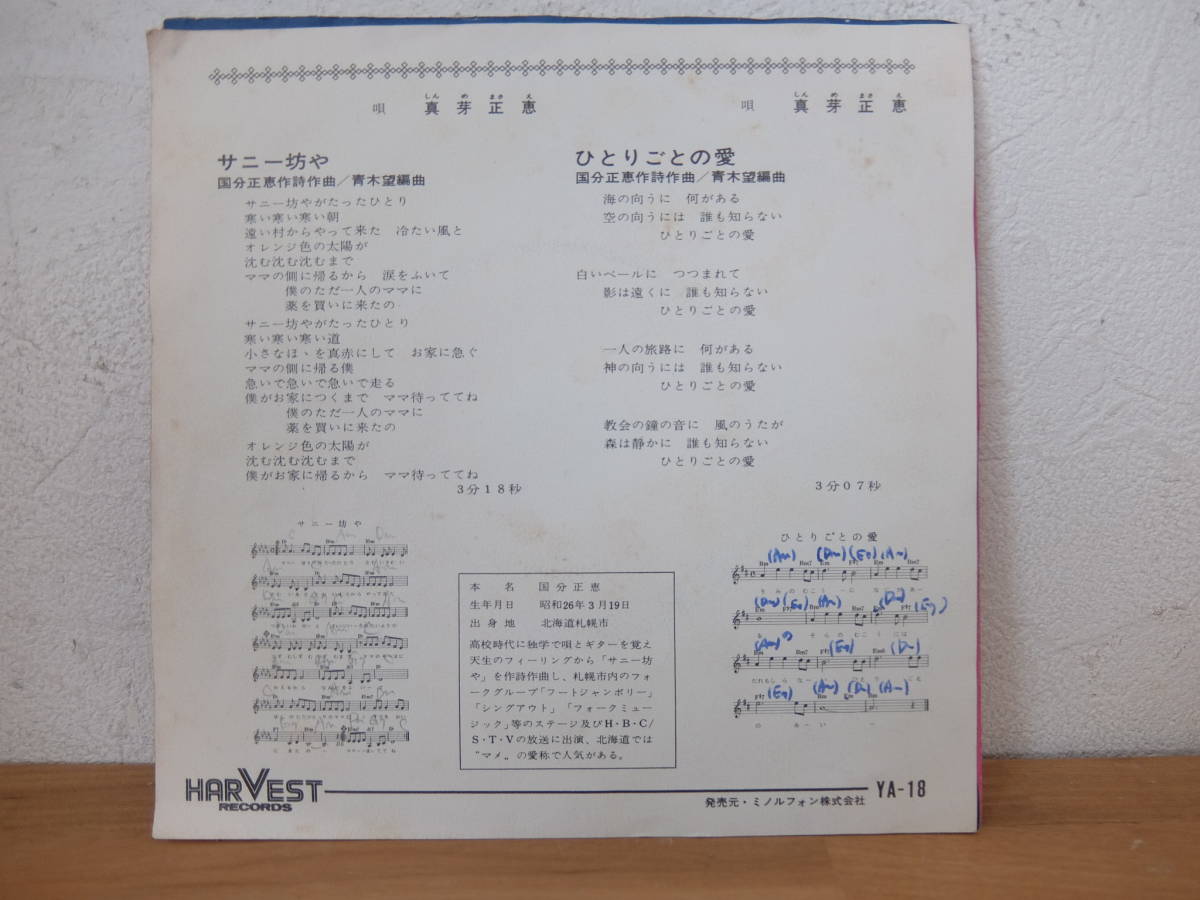 唄 真芽正恵
しん め まさ え
サニー坊や
国分正恵作詩作曲／青木望編曲
サニー坊やがたったひとり
寒い寒い寒い朝
遠い村からやって来た 冷たい風と
オレンジ色の太陽が
沈む沈む沈むまで
ママの側に帰るから 涙をふいて
僕のただ一人のママに
薬を買いに来たの
サニー坊やがたったひとり
寒い寒い寒い道
小さなほゝを真赤にして お家に急ぐ
ママの側に帰る僕
急いで急いで急いで走る
僕がお家につくまで ママ待っててね
僕のただ一人のママに
薬を買いに来たの
オレンジ色の太陽が
沈む沈む沈むまで
僕がお家に帰るから ママ待っててね
3分18秒
唄 真芽正恵
しん め まさ え
ひとりごとの愛
国分正恵作詩作曲／青木望編曲
海の向うに 何がある
空の向うには 誰も知らない
ひとりごとの愛
白いベールに つつまれて
影は遠くに 誰も知らない
ひとりごとの愛
一人の旅路に 何がある
神の向うには 誰も知らない
ひとりごとの愛
教会の鐘の音に 風のうたが
森は静かに 誰も知らない
ひとりごとの愛
3分07秒
サニー坊や
本名 国分正恵
生年月日 昭和26年3月19日
出身地 北海道札幌市
高校時代に独学で唄とギターを覚え
天生のフィーリングから「サニー坊
や」を作詩作曲し、札幌市内のフォ
ークグループ「フートジャンボリー」
「シングアウト」「フォークミュー
ジック」等のステージ及びH・B・C/
S・T・Vの放送に出演、北海道では
〝マメ〟の愛称で人気がある。
ひとりごとの愛
(Am) (Dm) (E7) (Am)
(Dm) (E7) (Am) (Dm) (E7)
(Am) (E7) (Dm)
(E7) (Am) (Dm) (Am)
HARVEST
RECORDS
発売元・ミノルフォン株式会社 YA-18